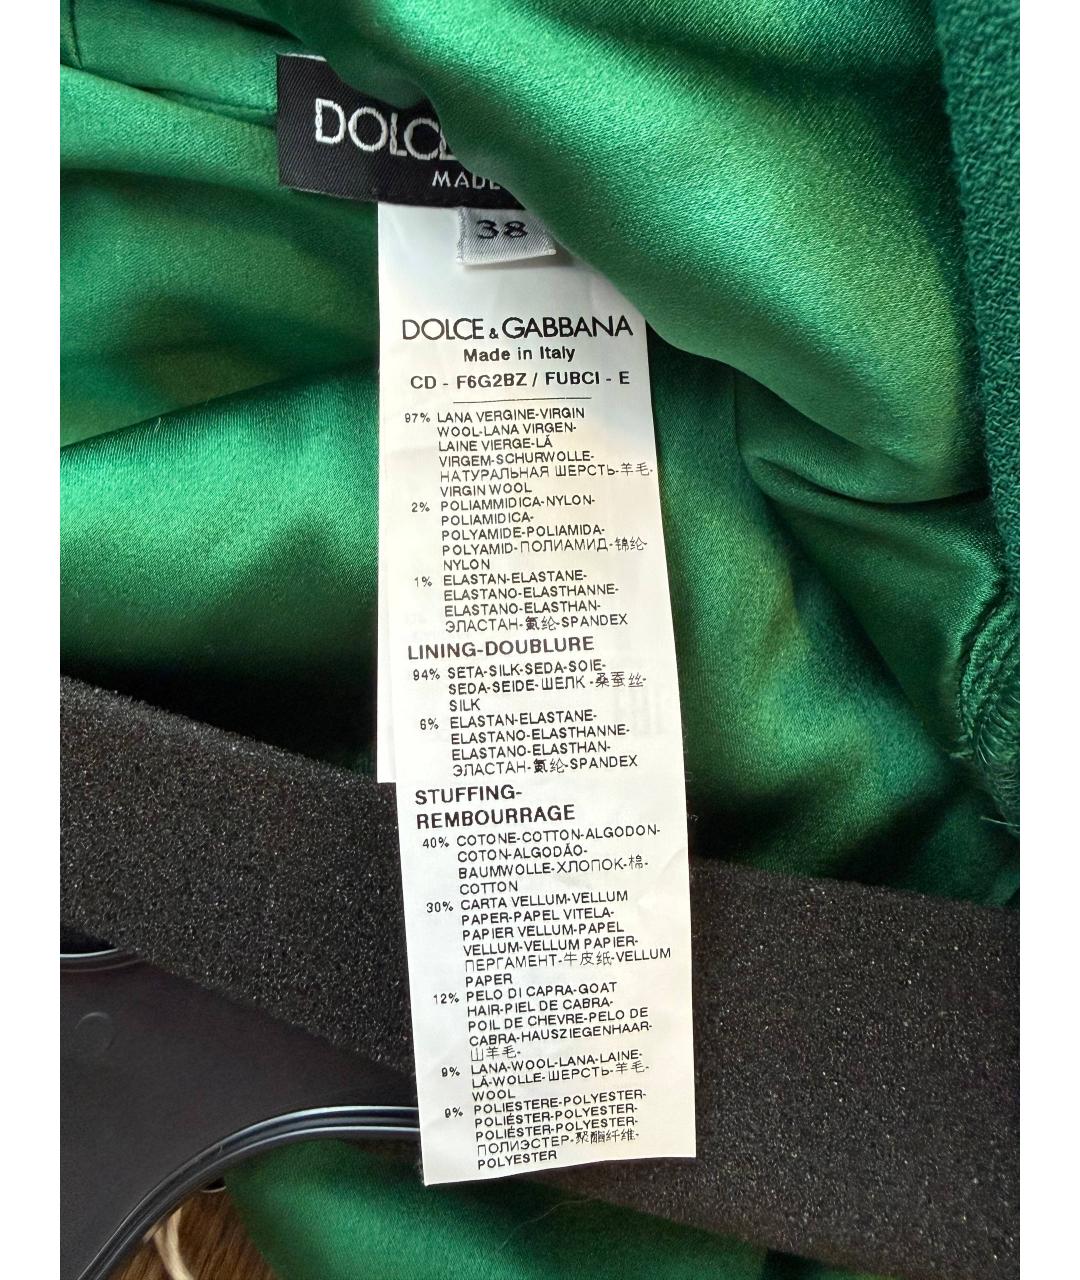 DOLCE
MADE
38
DOLCE & GABBANA
Made in Italy
CD - F6G2BZ / FUBCI - E
97% LANA VERGINE-VIRGIN
WOOL-LANA VIRGEN-
LAINE VIERGE-LÃ
VIRGEM-SCHURWOLLE-
НАТУРАЛЬНАЯ ШЕРСТЬ-羊毛-
VIRGIN WOOL
2% POLIAMMIDICA-NYLON-
POLIAMIDICA-
POLYAMIDE-POLIAMIDA-
POLYAMID-ПОЛИАМИД-锦纶-
NYLON
1% ELASTAN-ELASTANE-
ELASTANO-ELASTHANNE-
ELASTANO-ELASTHAN-
ЭЛАСТАН-氨纶-SPANDEX
LINING-DOUBLURE
94% SETA-SILK-SEDA-SOIE-
SEDA-SEIDE-ШЕЛК -桑蚕丝-
SILK
6% ELASTAN-ELASTANE-
ELASTANO-ELASTHANNE-
ELASTANO-ELASTHAN-
ЭЛАСТАН-氨纶-SPANDEX
STUFFING-
REMBOURRAGE
40% COTONE-COTTON-ALGODON-
COTON-ALGODÃO-
BAUMWOLLE-ХЛОПОК-棉-
COTTON
30% CARTA VELLUM-VELLUM
PAPER-PAPEL VITELA-
PAPIER VELLUM-PAPEL
VELLUM-VELLUM PAPIER-
ПЕРГАМЕНТ-牛皮纸-VELLUM
PAPER
12% PELO DI CAPRA-GOAT
HAIR-PIEL DE CABRA-
POIL DE CHEVRE-PELO DE
CABRA-HAUSZIEGENHAAR-
山羊毛-
9% LANA-WOOL-LANA-LAINE-
LÃ-WOLLE-ШЕРСТЬ-羊毛-
WOOL
9% POLIESTERE-POLYESTER-
POLIÉSTER-POLYESTER-
POLIÉSTER-POLYESTER-
ПОЛИЭСТЕР-聚酯纤维-
POLYESTER